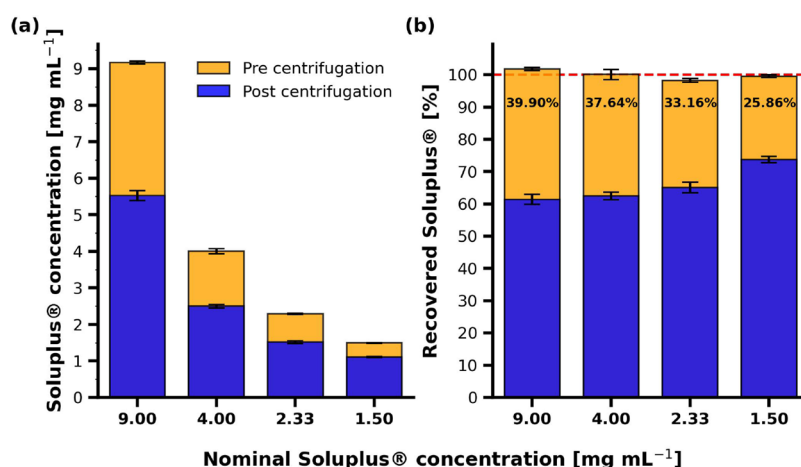 (a)
Soluplus® concentration [mg mL⁻¹]
9
8
7
6
5
4
3
2
1
0
Pre centrifugation
Post centrifugation
9.00 4.00 2.33 1.50
(b)
Recovered Soluplus® [%]
100
90
80
70
60
50
40
30
20
10
0
39.90% 37.64% 33.16% 25.86%
9.00 4.00 2.33 1.50
Nominal Soluplus® concentration [mg mL⁻¹]